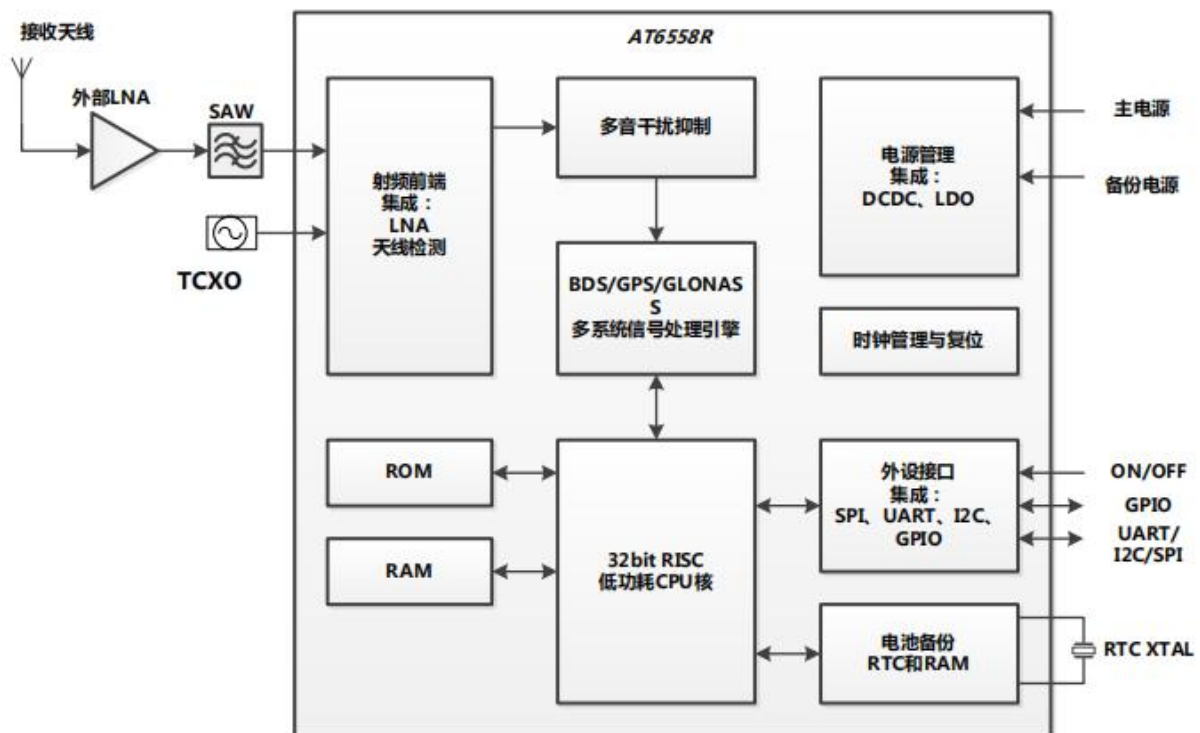 AT6558R
接收天线
外部LNA
SAW
TCXO
射频前端
集成：
LNA
天线检测
多音干扰抑制
BDS/GPS/GLONAS
S
多系统信号处理引擎
电源管理
集成：
DCDC、LDO
主电源
备份电源
时钟管理与复位
ROM
RAM
32bit RISC
低功耗CPU核
外设接口
集成：
SPI、UART、I2C、
GPIO
ON/OFF
GPIO
UART/
I2C/SPI
电池备份
RTC和RAM
RTC XTAL